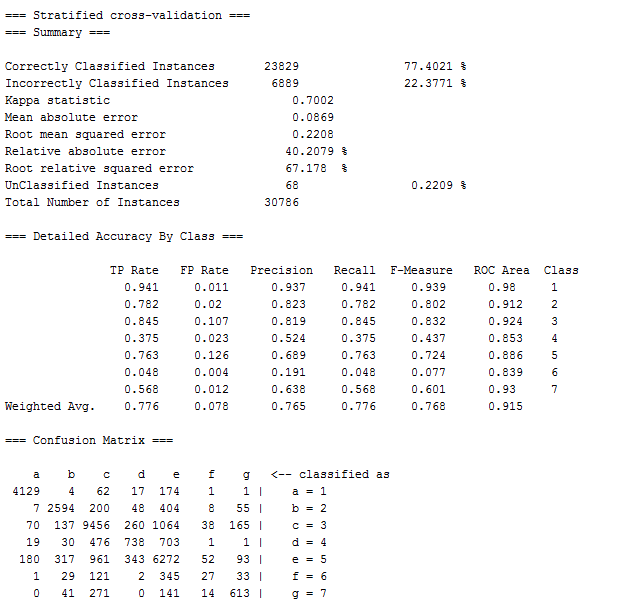 === Stratified cross-validation ===
=== Summary ===
Correctly Classified Instances 23829 77.4021 %
Incorrectly Classified Instances 6889 22.3771 %
Kappa statistic 0.7002
Mean absolute error 0.0869
Root mean squared error 0.2208
Relative absolute error 40.2079 %
Root relative squared error 67.178 %
UnClassified Instances 68 0.2209 %
Total Number of Instances 30786
=== Detailed Accuracy By Class ===
TP Rate FP Rate Precision Recall F-Measure ROC Area Class
0.941 0.011 0.937 0.941 0.939 0.98 1
0.782 0.02 0.823 0.782 0.802 0.912 2
0.845 0.107 0.819 0.845 0.832 0.924 3
0.375 0.023 0.524 0.375 0.437 0.853 4
0.763 0.126 0.689 0.763 0.724 0.886 5
0.048 0.004 0.191 0.048 0.077 0.839 6
0.568 0.012 0.638 0.568 0.601 0.93 7
Weighted Avg. 0.776 0.078 0.765 0.776 0.768 0.915
=== Confusion Matrix ===
a b c d e f g <-- classified as
4129 4 62 17 174 1 1 | a = 1
7 2594 200 48 404 8 55 | b = 2
70 137 9456 260 1064 38 165 | c = 3
19 30 476 738 703 1 1 | d = 4
180 317 961 343 6272 52 93 | e = 5
1 29 121 2 345 27 33 | f = 6
0 41 271 0 141 14 613 | g = 7